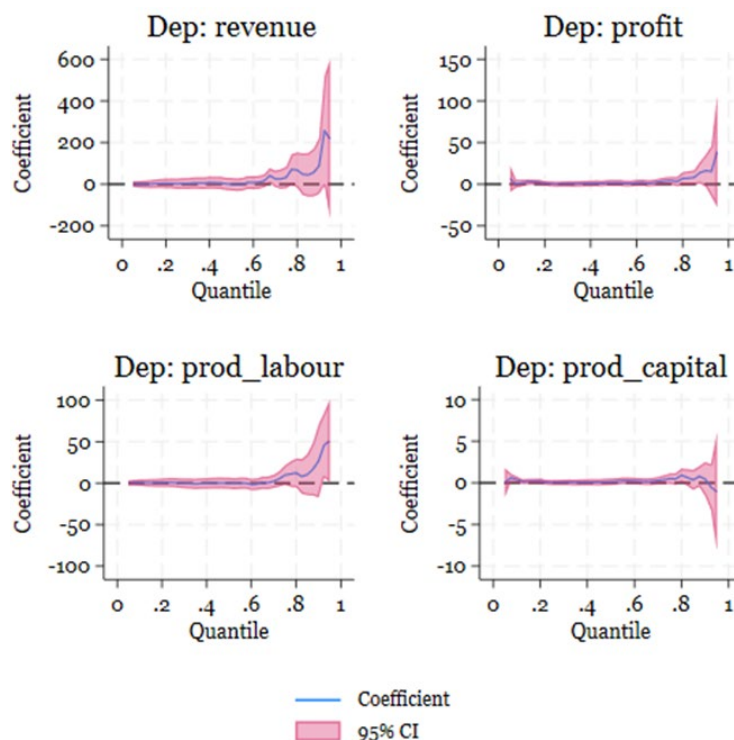 Dep: revenue
Coefficient
600
400
200
0
-200
0 .2 .4 .6 .8 1
Quantile
Dep: profit
Coefficient
150
100
50
0
-50
0 .2 .4 .6 .8 1
Quantile
Dep: prod_labour
Coefficient
100
50
0
-50
-100
0 .2 .4 .6 .8 1
Quantile
Dep: prod_capital
Coefficient
10
5
0
-5
-10
0 .2 .4 .6 .8 1
Quantile
Coefficient
95% CI